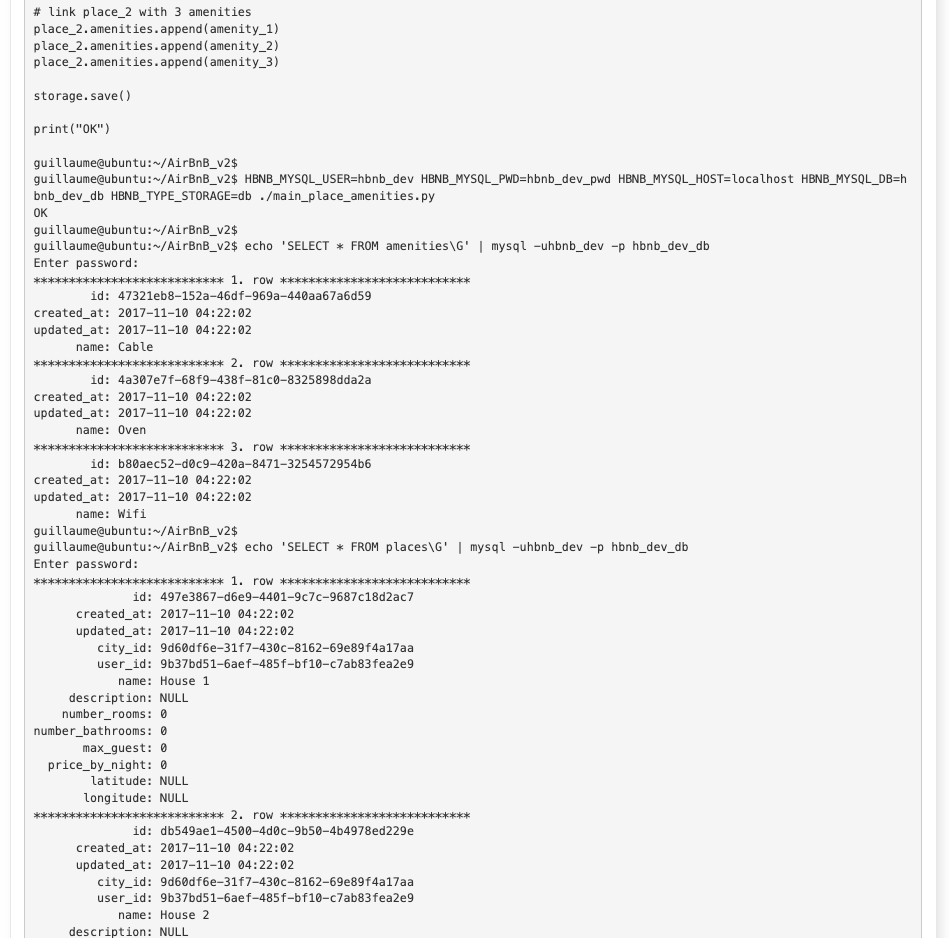 # link place_2 with 3 amenities
place_2.amenities.append(amenity_1)
place_2.amenities.append(amenity_2)
place_2.amenities.append(amenity_3)
storage.save()
print("OK")
guillaume@ubuntu:~/AirBnB_v2$
guillaume@ubuntu:~/AirBnB_v2$ HBNB_MYSQL_USER=hbnb_dev HBNB_MYSQL_PWD=hbnb_dev_pwd HBNB_MYSQL_HOST=localhost HBNB_MYSQL_DB=h
bnb_dev_db HBNB_TYPE_STORAGE=db ./main_place_amenities.py
OK
guillaume@ubuntu:~/AirBnB_v2$
guillaume@ubuntu:~/AirBnB_v2$ echo 'SELECT * FROM amenities\G' | mysql -uhbnb_dev -p hbnb_dev_db
Enter password:
*************************** 1. row ***************************
id: 47321eb8-152a-46df-969a-440aa67a6d59
created_at: 2017-11-10 04:22:02
updated_at: 2017-11-10 04:22:02
name: Cable
*************************** 2. row ***************************
id: 4a307e7f-68f9-438f-81c0-8325898dda2a
created_at: 2017-11-10 04:22:02
updated_at: 2017-11-10 04:22:02
name: Oven
*************************** 3. row ***************************
id: b80aec52-d0c9-420a-8471-3254572954b6
created_at: 2017-11-10 04:22:02
updated_at: 2017-11-10 04:22:02
name: Wifi
guillaume@ubuntu:~/AirBnB_v2$
guillaume@ubuntu:~/AirBnB_v2$ echo 'SELECT * FROM places\G' | mysql -uhbnb_dev -p hbnb_dev_db
Enter password:
*************************** 1. row ***************************
id: 497e3867-d6e9-4401-9c7c-9687c18d2ac7
created_at: 2017-11-10 04:22:02
updated_at: 2017-11-10 04:22:02
city_id: 9d60df6e-31f7-430c-8162-69e89f4a17aa
user_id: 9b37bd51-6aef-485f-bf10-c7ab83fea2e9
name: House 1
description: NULL
number_rooms: 0
number_bathrooms: 0
max_guest: 0
price_by_night: 0
latitude: NULL
longitude: NULL
*************************** 2. row ***************************
id: db549ae1-4500-4d0c-9b50-4b4978ed229e
created_at: 2017-11-10 04:22:02
updated_at: 2017-11-10 04:22:02
city_id: 9d60df6e-31f7-430c-8162-69e89f4a17aa
user_id: 9b37bd51-6aef-485f-bf10-c7ab83fea2e9
name: House 2
description: NULL